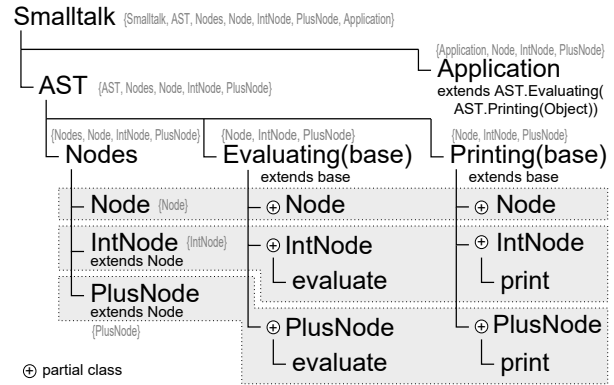 Smalltalk {Smalltalk, AST, Nodes, Node, IntNode, PlusNode, Application}
{Application, Node, IntNode, PlusNode}
Application
extends AST.Evaluating(
AST.Printing(Object))
AST {AST, Nodes, Node, IntNode, PlusNode}
{Nodes, Node, IntNode, PlusNode} {Node, IntNode, PlusNode} {Node, IntNode, PlusNode}
Nodes Evaluating(base) Printing(base)
extends base extends base
Node {Node} ⊕ Node ⊕ Node
IntNode {IntNode} ⊕ IntNode ⊕ IntNode
extends Node
evaluate print
PlusNode
extends Node
{PlusNode}
⊕ PlusNode ⊕ PlusNode
evaluate print
⊕ partial class